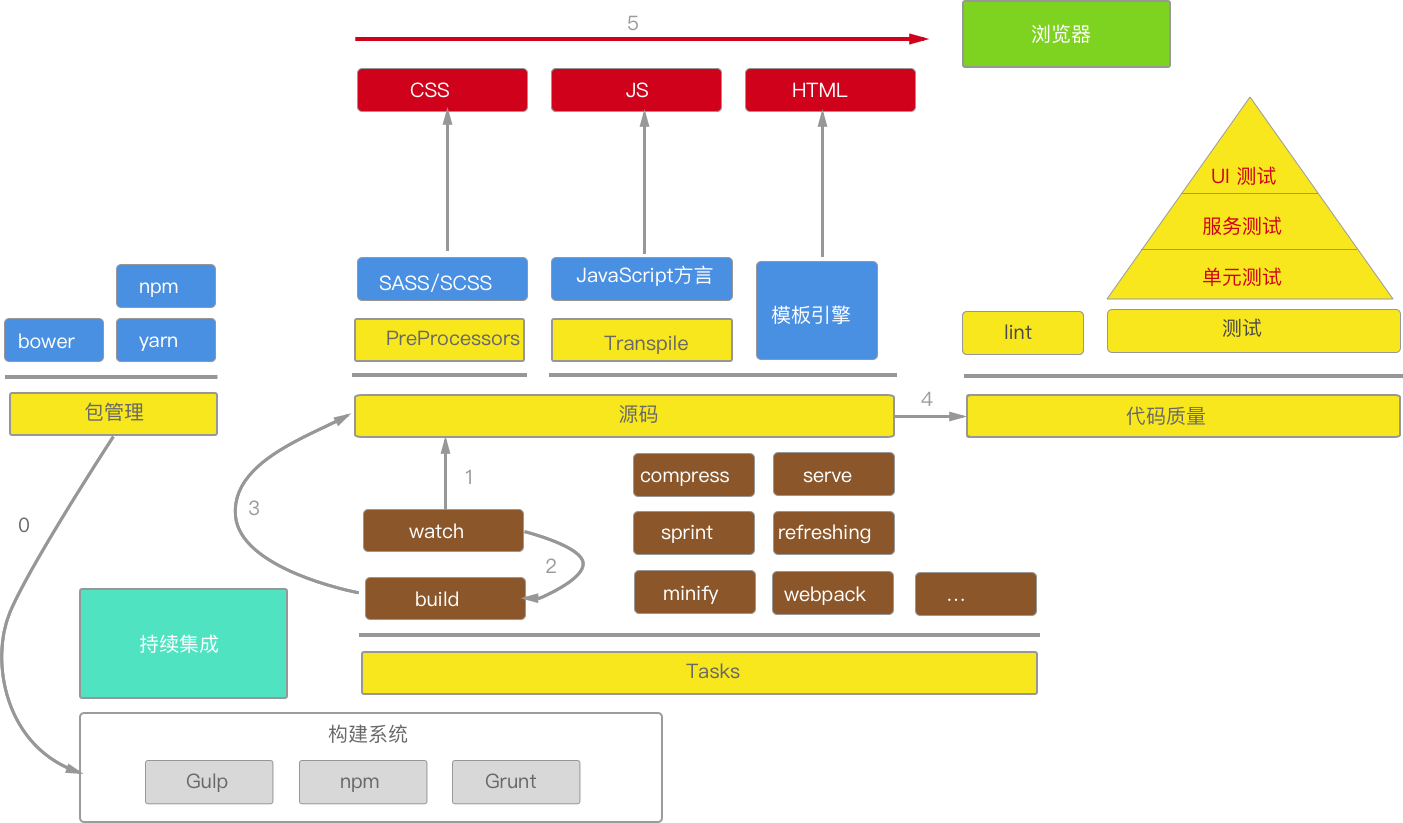 5
浏览器
CSS
JS
HTML
UI 测试
服务测试
单元测试
npm
bower
yarn
SASS/SCSS
JavaScript方言
模板引擎
PreProcessors
Transpile
lint
测试
包管理
源码
4
代码质量
1
compress
serve
3
0
watch
sprint
refreshing
2
build
minify
webpack
...
持续集成
Tasks
构建系统
Gulp
npm
Grunt